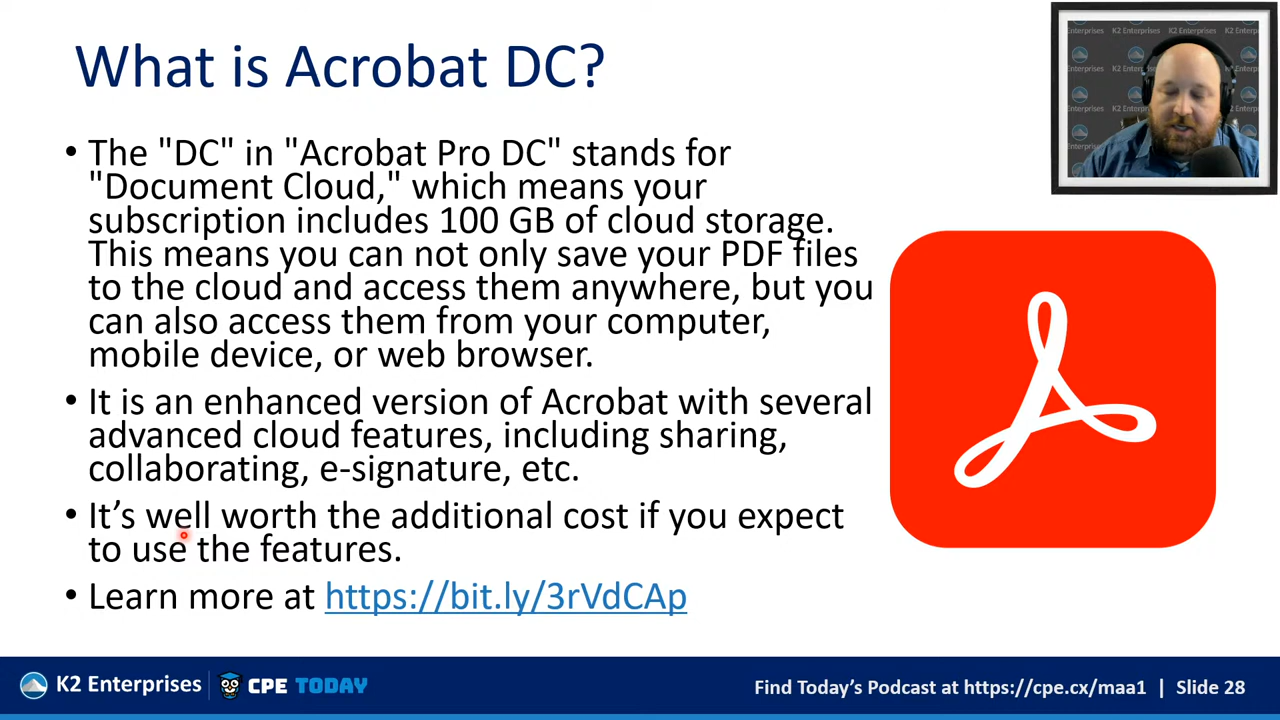 What is Acrobat DC?
• The "DC" in "Acrobat Pro DC" stands for
"Document Cloud," which means your
subscription includes 100 GB of cloud storage.
This means you can not only save your PDF files
to the cloud and access them anywhere, but you
can also access them from your computer,
mobile device, or web browser.
• It is an enhanced version of Acrobat with several
advanced cloud features, including sharing,
collaborating, e-signature, etc.
• It’s well worth the additional cost if you expect
to use the features.
• Learn more at https://bit.ly/3rVdCAp
K2 Enterprises
CPE TODAY
Find Today’s Podcast at https://cpe.cx/maa1 | Slide 28